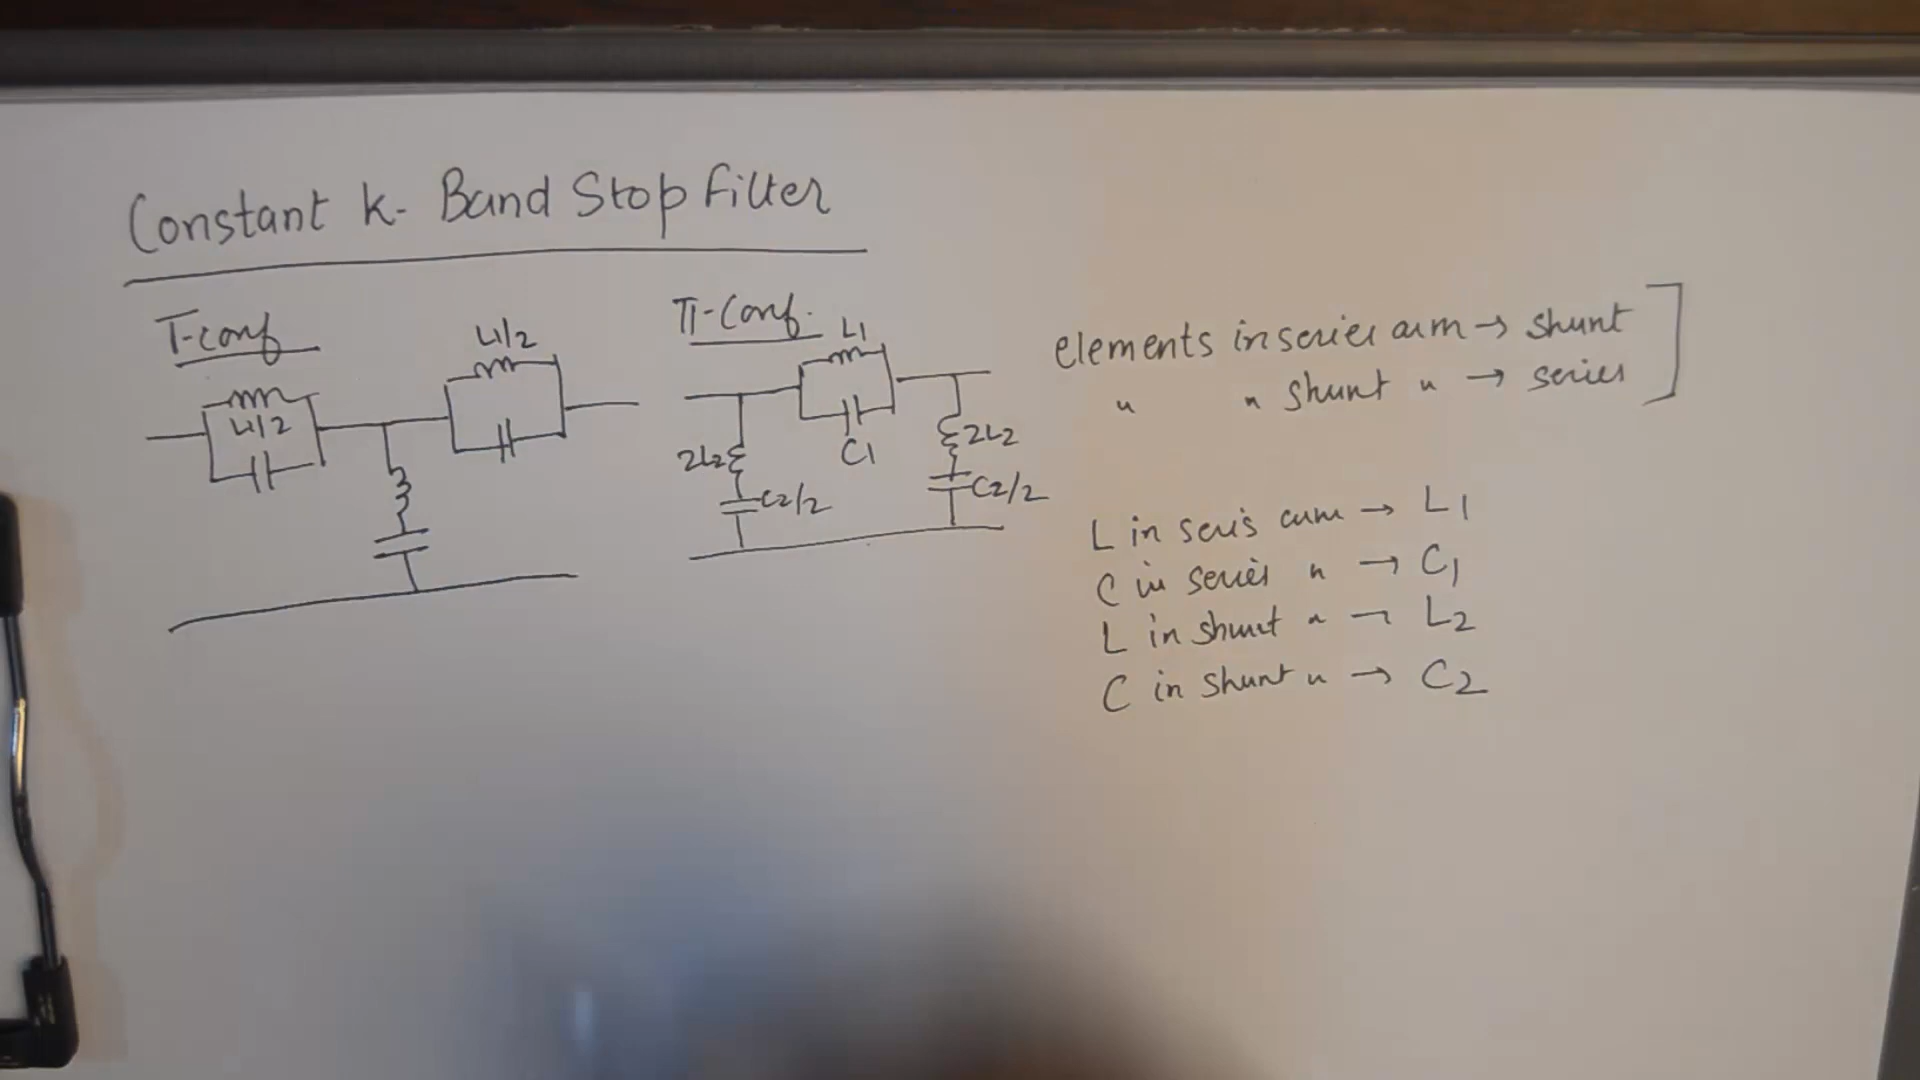 Constant k- Band Stop filter
T-conf
L1/2
L1/2
π-Conf.
L1
C1
2L2
C2/2
2L2
C2/2
elements in series arm → shunt
" " shunt " → series
L in seris arm → L1
C in series " → C1
L in shunt " → L2
C in shunt " → C2